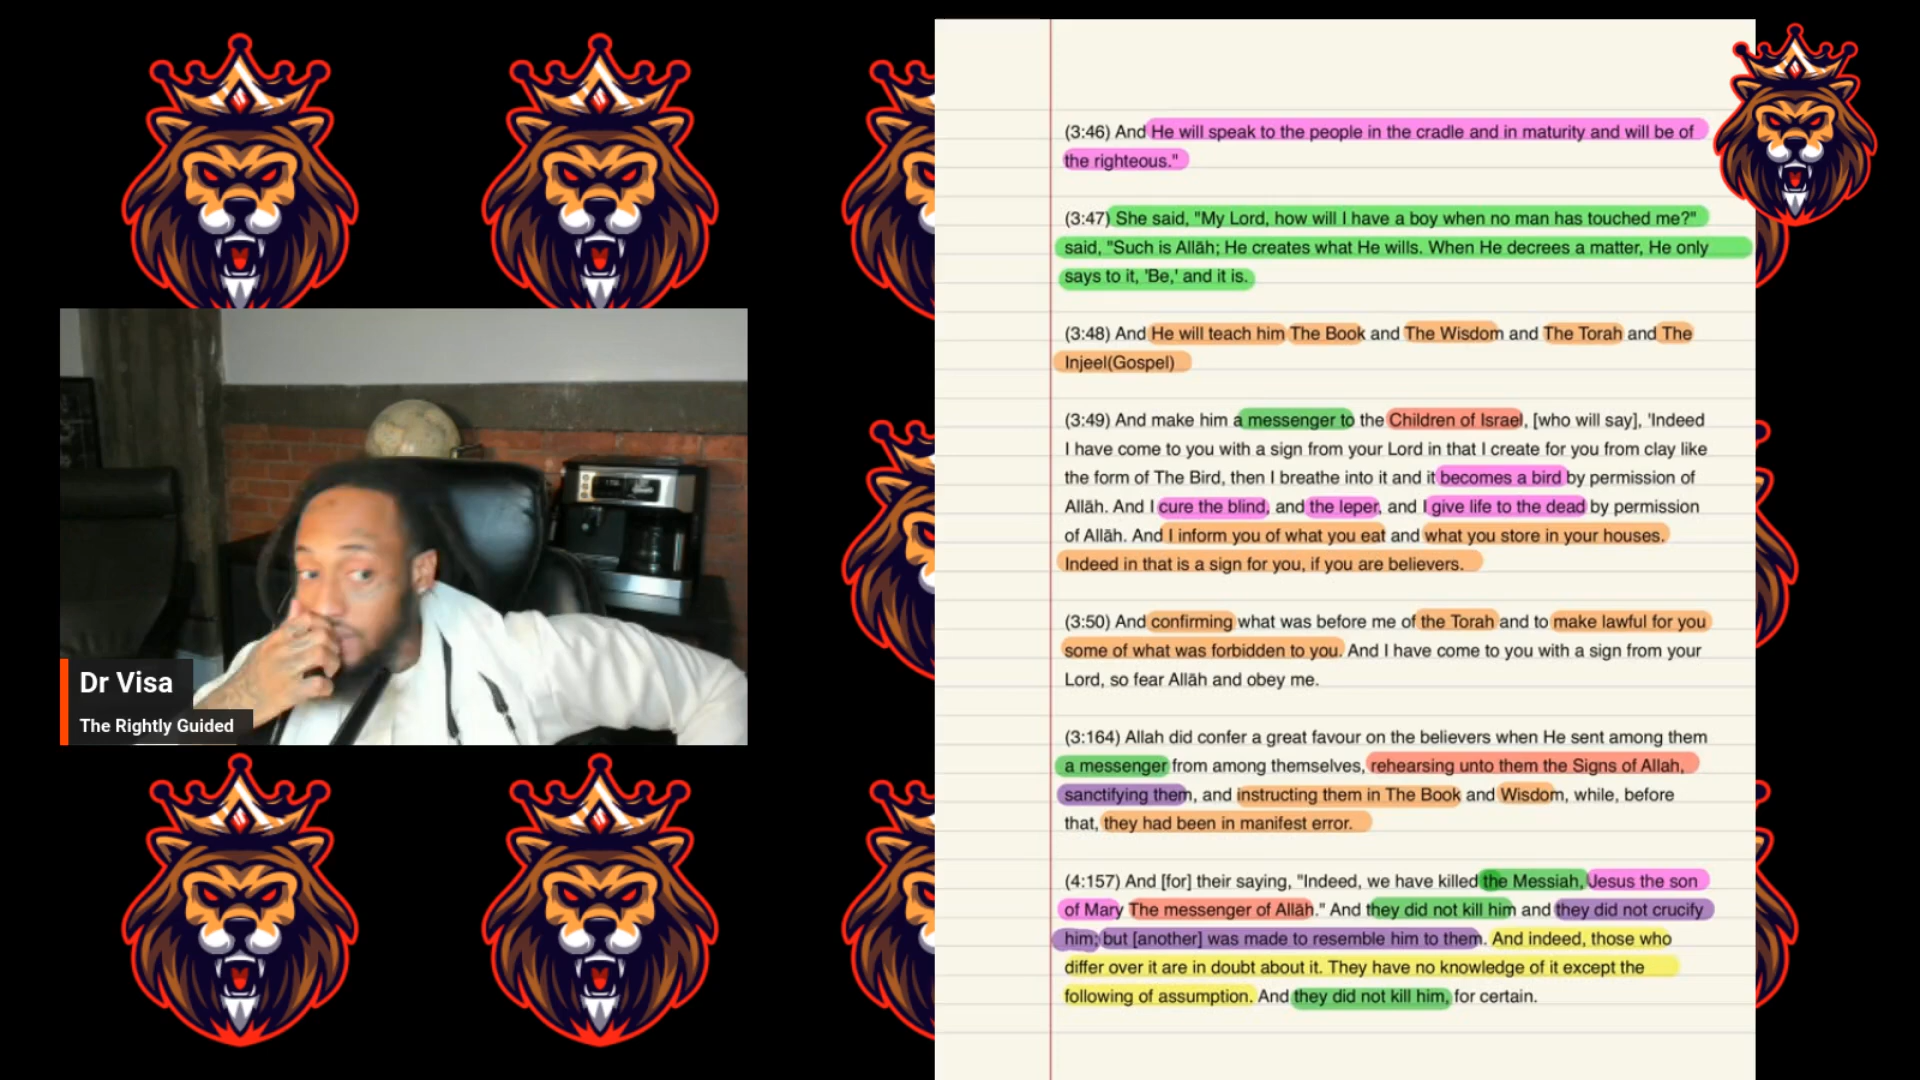 (3:46) And He will speak to the people in the cradle and in maturity and will be of
the righteous."
(3:47) She said, "My Lord, how will I have a boy when no man has touched me?"
said, "Such is Allāh; He creates what He wills. When He decrees a matter, He only
says to it, 'Be,' and it is.
(3:48) And He will teach him The Book and The Wisdom and The Torah and The
Injeel(Gospel)
(3:49) And make him a messenger to the Children of Israel, [who will say], 'Indeed
I have come to you with a sign from your Lord in that I create for you from clay like
the form of The Bird, then I breathe into it and it becomes a bird by permission of
Allāh. And I cure the blind, and the leper, and I give life to the dead by permission
of Allāh. And I inform you of what you eat and what you store in your houses.
Indeed in that is a sign for you, if you are believers.
(3:50) And confirming what was before me of the Torah and to make lawful for you
some of what was forbidden to you. And I have come to you with a sign from your
Lord, so fear Allāh and obey me.
(3:164) Allah did confer a great favour on the believers when He sent among them
a messenger from among themselves, rehearsing unto them the Signs of Allah,
sanctifying them, and instructing them in The Book and Wisdom, while, before
that, they had been in manifest error.
(4:157) And [for] their saying, "Indeed, we have killed the Messiah, Jesus the son
of Mary The messenger of Allāh." And they did not kill him and they did not crucify
him; but [another] was made to resemble him to them. And indeed, those who
differ over it are in doubt about it. They have no knowledge of it except the
following of assumption. And they did not kill him, for certain.
Dr Visa
The Rightly Guided